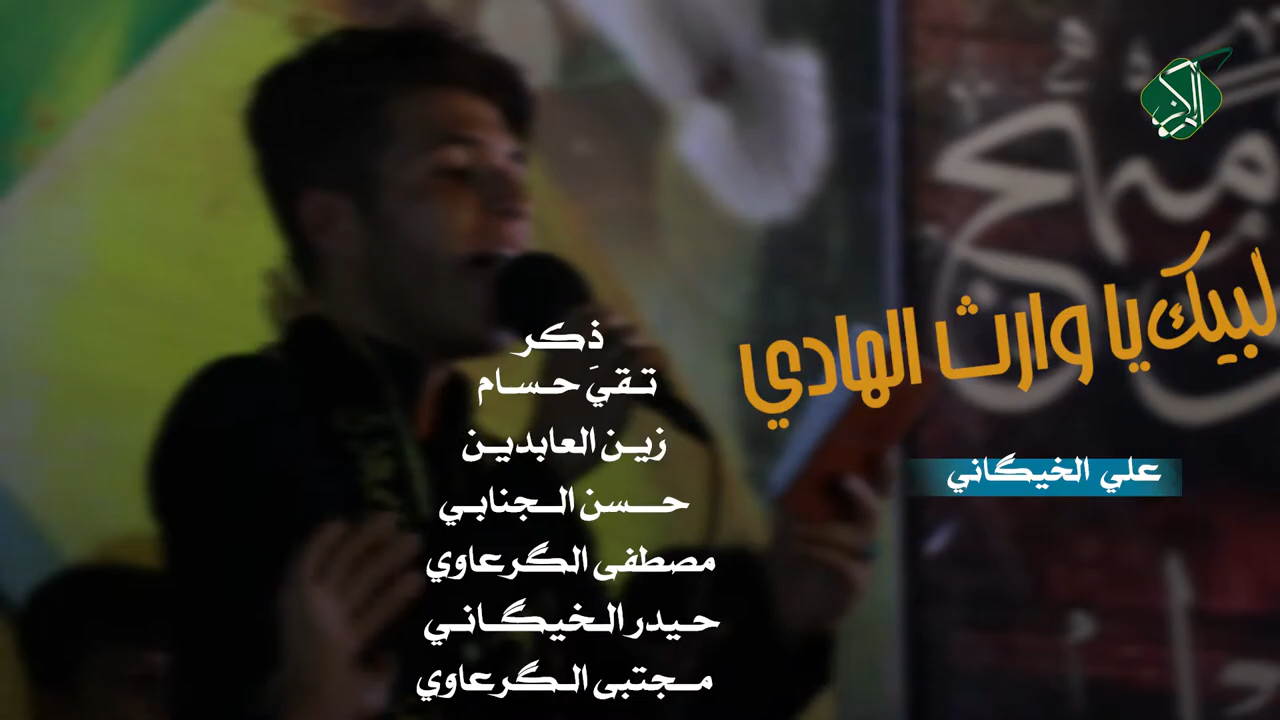 لبيك يا وارث الهادي
علي الخيگاني
ذكر
تقيَ حسام
زين العابدين
حسن الجنابي
مصطفى الگرعاوي
حيدر الخيگاني
مجتبى الگرعاوي